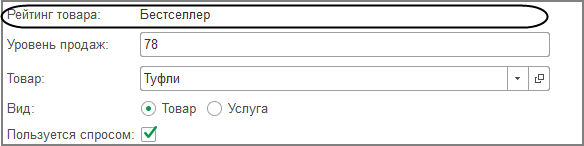 Рейтинг товара: Бестселлер
Уровень продаж: 78
Товар: Туфли
Вид: Товар Услуга
Пользуется спросом: